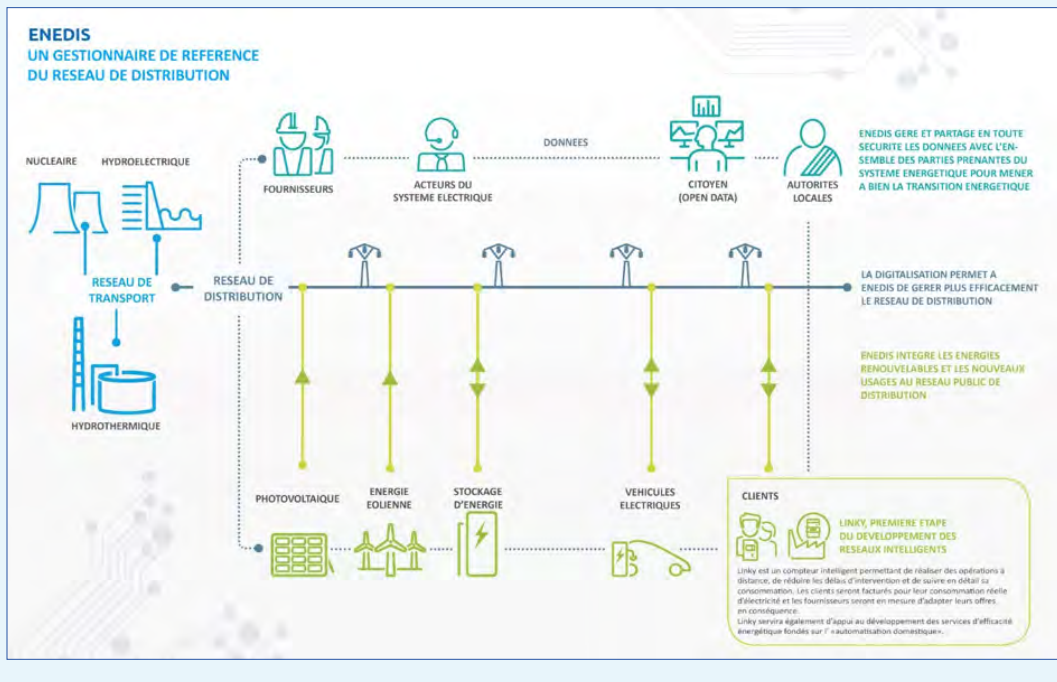 ENEDIS
UN GESTIONNAIRE DE REFERENCE
DU RESEAU DE DISTRIBUTION
NUCLEAIRE
HYDROELECTRIQUE
RESEAU DE
TRANSPORT
HYDROTHERMIQUE
RESEAU DE
DISTRIBUTION
FOURNISSEURS
ACTEURS DU
SYSTEME ELECTRIQUE
DONNEES
CITOYEN
(OPEN DATA)
AUTORITES
LOCALES
ENEDIS GERE ET PARTAGE EN TOUTE
SECURITE LES DONNEES AVEC L'EN-
SEMBLE DES PARTIES PRENANTES DU
SYSTEME ENERGETIQUE POUR MENER
A BIEN LA TRANSITION ENERGETIQUE
LA DIGITALISATION PERMET A
ENEDIS DE GERER PLUS EFFICACEMENT
LE RESEAU DE DISTRIBUTION
ENEDIS INTEGRE LES ENERGIES
RENOUVELABLES ET LES NOUVEAUX
USAGES AU RESEAU PUBLIC DE
DISTRIBUTION
PHOTOVOLTAIQUE
ENERGIE
EOLIENNE
STOCKAGE
D'ENERGIE
VEHICULES
ELECTRIQUES
CLIENTS
LINKY, PREMIERE ETAPE
DU DEVELOPPEMENT DES
RESEAUX INTELLIGENTS
Linky est un compteur intelligent permettant de réaliser des opérations à
distance, de réduire les délais d'intervention et de suivre en détail sa
consommation. Les clients seront facturés pour leur consommation réelle
d'électricité et les fournisseurs seront en mesure d'adapter leurs offres
en conséquence.
Linky servira également d'appui au développement des services d'efficacité
énergétique fondés sur l' «automatisation domestique».